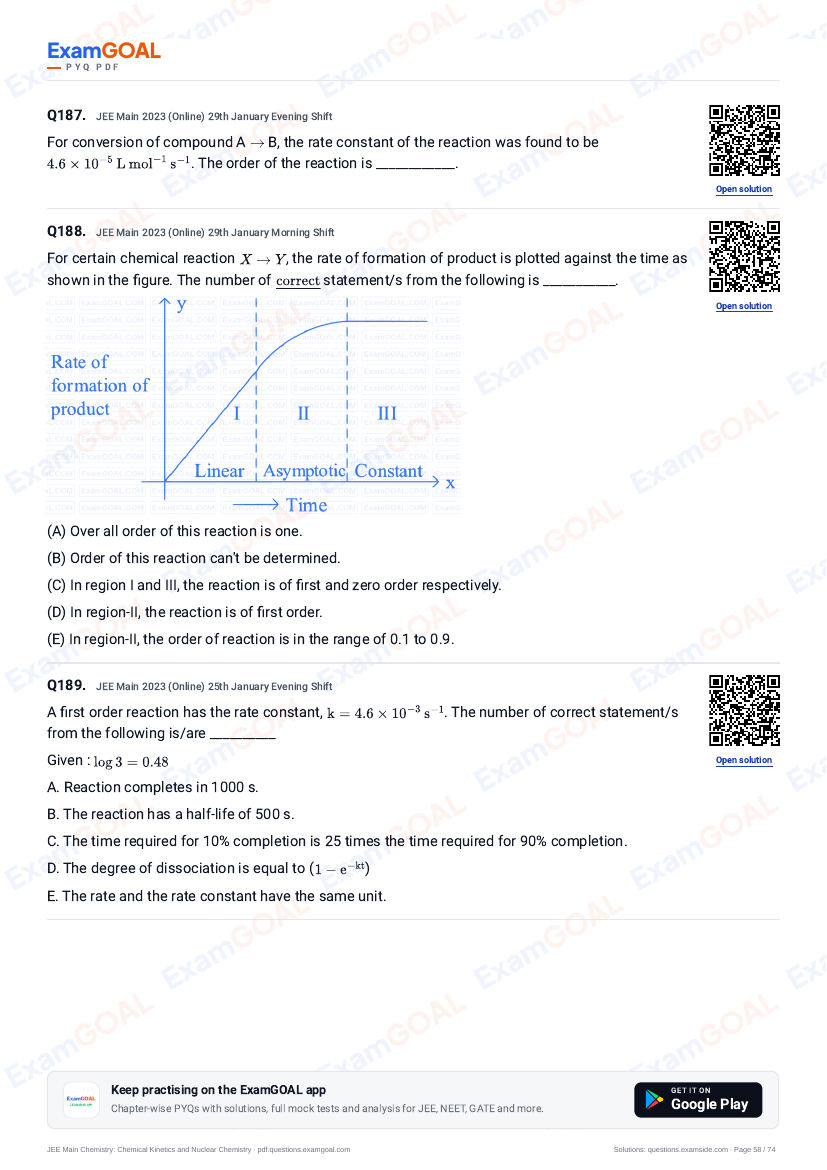 ExamGOAL
PYQ PDF
Q187. JEE Main 2023 (Online) 29th January Evening Shift
For conversion of compound A → B, the rate constant of the reaction was found to be
4.6 × 10⁻⁵ L mol⁻¹ s⁻¹. The order of the reaction is ____________.
Open solution
Q188. JEE Main 2023 (Online) 29th January Morning Shift
For certain chemical reaction X → Y, the rate of formation of product is plotted against the time as
shown in the figure. The number of correct statement/s from the following is ___________.
Open solution
y
Rate of
formation of
product
I II III
Linear Asymptotic Constant
x
→ Time
(A) Over all order of this reaction is one.
(B) Order of this reaction can't be determined.
(C) In region I and III, the reaction is of first and zero order respectively.
(D) In region-II, the reaction is of first order.
(E) In region-II, the order of reaction is in the range of 0.1 to 0.9.
Q189. JEE Main 2023 (Online) 25th January Evening Shift
A first order reaction has the rate constant, k = 4.6 × 10⁻³ s⁻¹. The number of correct statement/s
from the following is/are __________
Open solution
Given : log 3 = 0.48
A. Reaction completes in 1000 s.
B. The reaction has a half-life of 500 s.
C. The time required for 10% completion is 25 times the time required for 90% completion.
D. The degree of dissociation is equal to (1 − e⁻ᵏᵗ)
E. The rate and the rate constant have the same unit.
Keep practising on the ExamGOAL app
Chapter-wise PYQs with solutions, full mock tests and analysis for JEE, NEET, GATE and more.
GET IT ON
Google Play
JEE Main Chemistry: Chemical Kinetics and Nuclear Chemistry · pdf.questions.examgoal.com
Solutions: questions.examside.com · Page 58 / 74